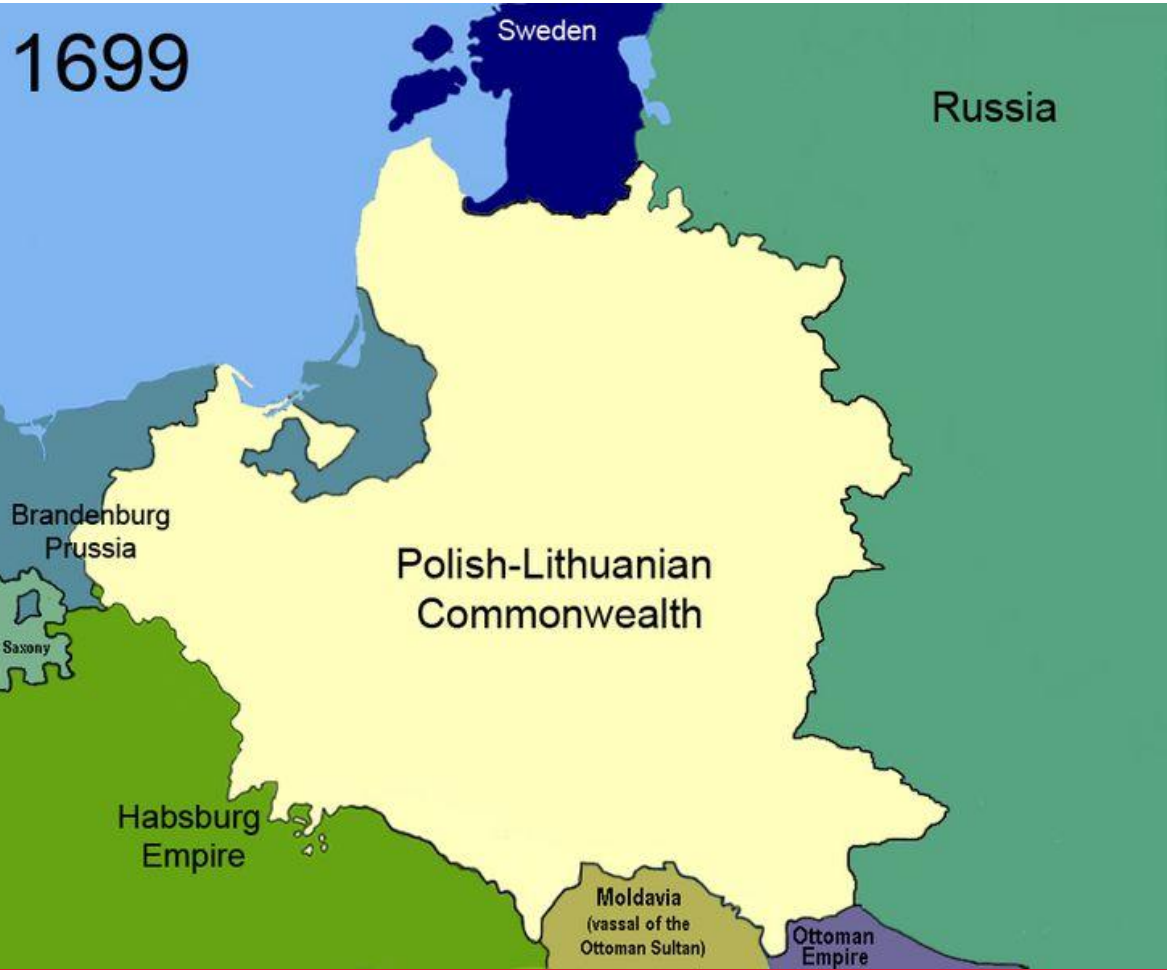 1699
Sweden
Russia
Brandenburg
Prussia
Polish-Lithuanian
Commonwealth
Saxony
Habsburg
Empire
Moldavia
(vassal of the
Ottoman Sultan)
Ottoman
Empire